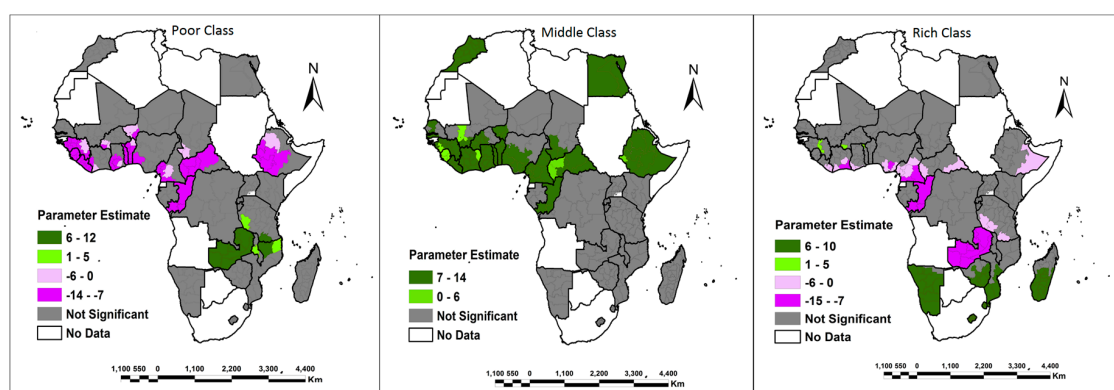 Poor Class
N
Parameter Estimate
6 - 12
1 - 5
-6 - 0
-14 - -7
Not Significant
No Data
1,100 550 0 1,100 2,200 3,300 4,400
Km
Middle Class
N
Parameter Estimate
7 - 14
0 - 6
Not Significant
No Data
1,100 550 0 1,100 2,200 3,300 4,400
Km
Rich Class
N
Parameter Estimate
6 - 10
1 - 5
-6 - 0
-15 - -7
Not Significant
No Data
1,100 550 0 1,100 2,200 3,300 4,400
Km